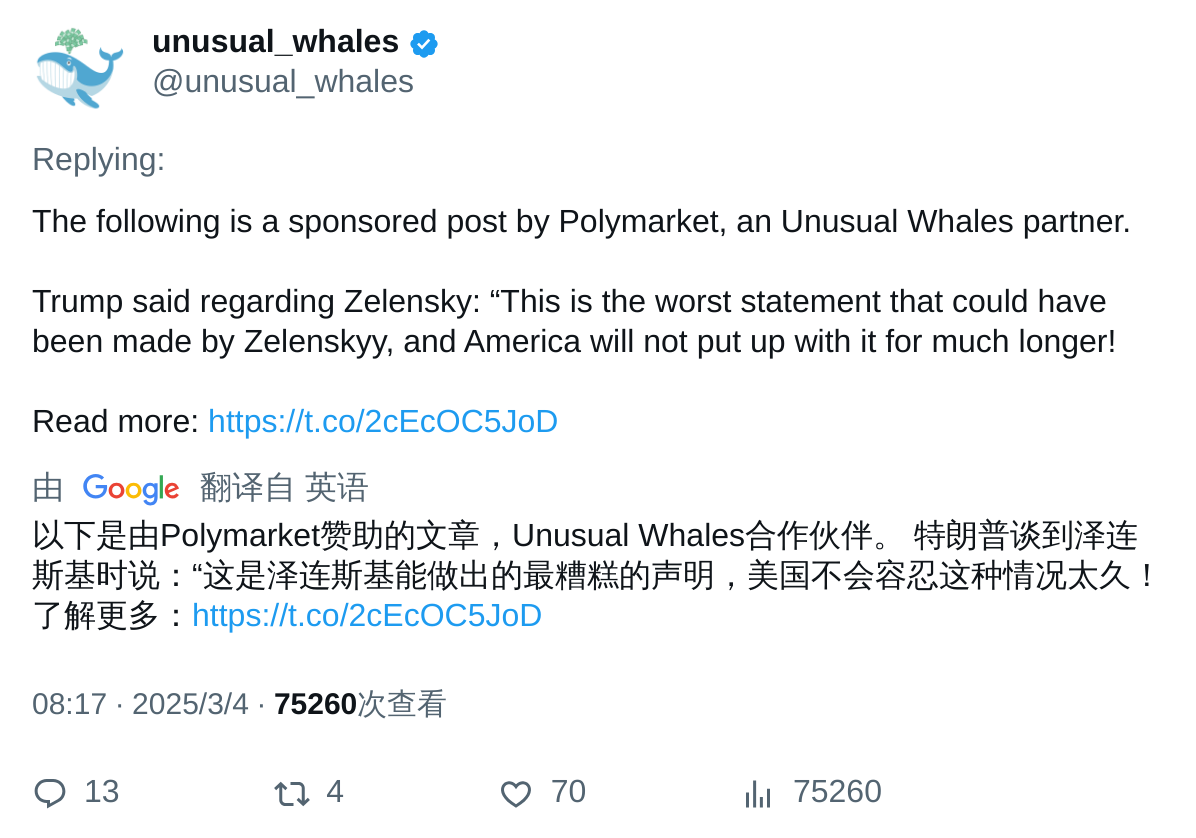 unusual_whales
@unusual_whales
Replying:
The following is a sponsored post by Polymarket, an Unusual Whales partner.
Trump said regarding Zelensky: “This is the worst statement that could have
been made by Zelenskyy, and America will not put up with it for much longer!
Read more: https://t.co/2cEcOC5JoD
由 Google 翻译自 英语
以下是由Polymarket赞助的文章，Unusual Whales合作伙伴。 特朗普谈到泽连
斯基时说：“这是泽连斯基能做出的最糟糕的声明，美国不会容忍这种情况太久！
了解更多：https://t.co/2cEcOC5JoD
08:17 · 2025/3/4 · 75260次查看
13 4 70 75260